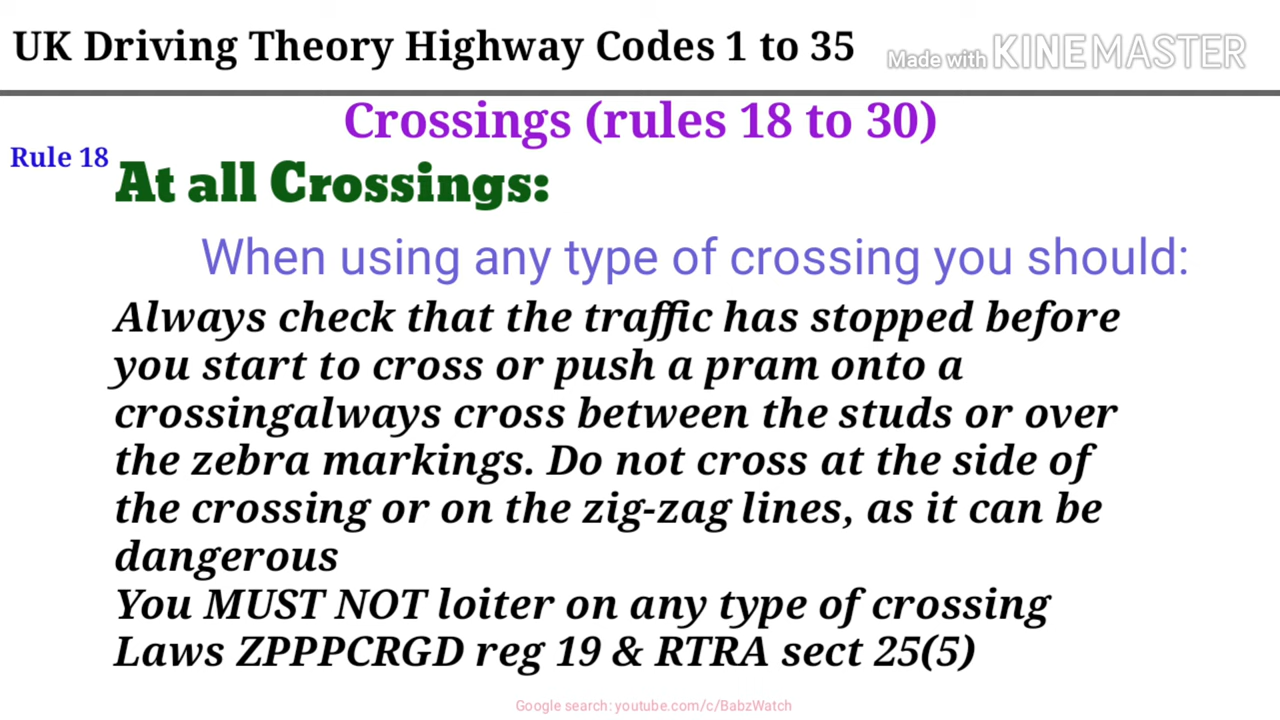 UK Driving Theory Highway Codes 1 to 35
Made with KINEMASTER
Crossings (rules 18 to 30)
Rule 18
At all Crossings:
When using any type of crossing you should:
Always check that the traffic has stopped before
you start to cross or push a pram onto a
crossingalways cross between the studs or over
the zebra markings. Do not cross at the side of
the crossing or on the zig-zag lines, as it can be
dangerous
You MUST NOT loiter on any type of crossing
Laws ZPPPCRGD reg 19 & RTRA sect 25(5)
Google search: youtube.com/c/BabzWatch